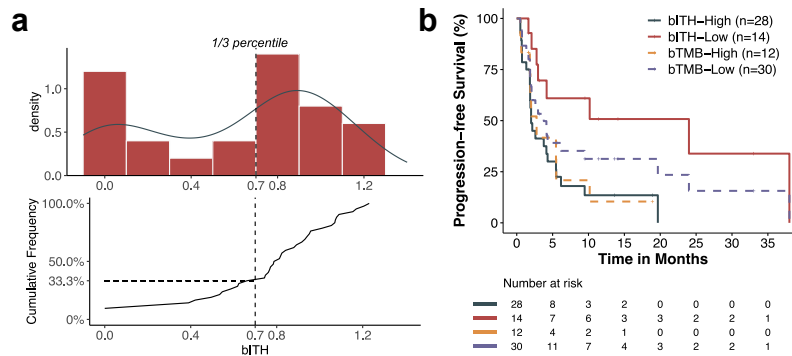 a
1/3 percentile
density
1.0
0.5
0.0
0.0 0.4 0.7 0.8 1.2
Cumulative Frequency
100.0%
50.0%
33.3%
0%
0.0 0.4 0.7 0.8 1.2
bITH
b
Progression−free Survival (%)
100
75
50
25
0
bITH−High (n=28)
bITH−Low (n=14)
bTMB−High (n=12)
bTMB−Low (n=30)
0 5 10 15 20 25 30 35
Time in Months
Number at risk
28 8 3 2 0 0 0 0
14 7 6 3 3 2 2 1
12 4 2 1 0 0 0 0
30 11 7 4 3 2 2 1